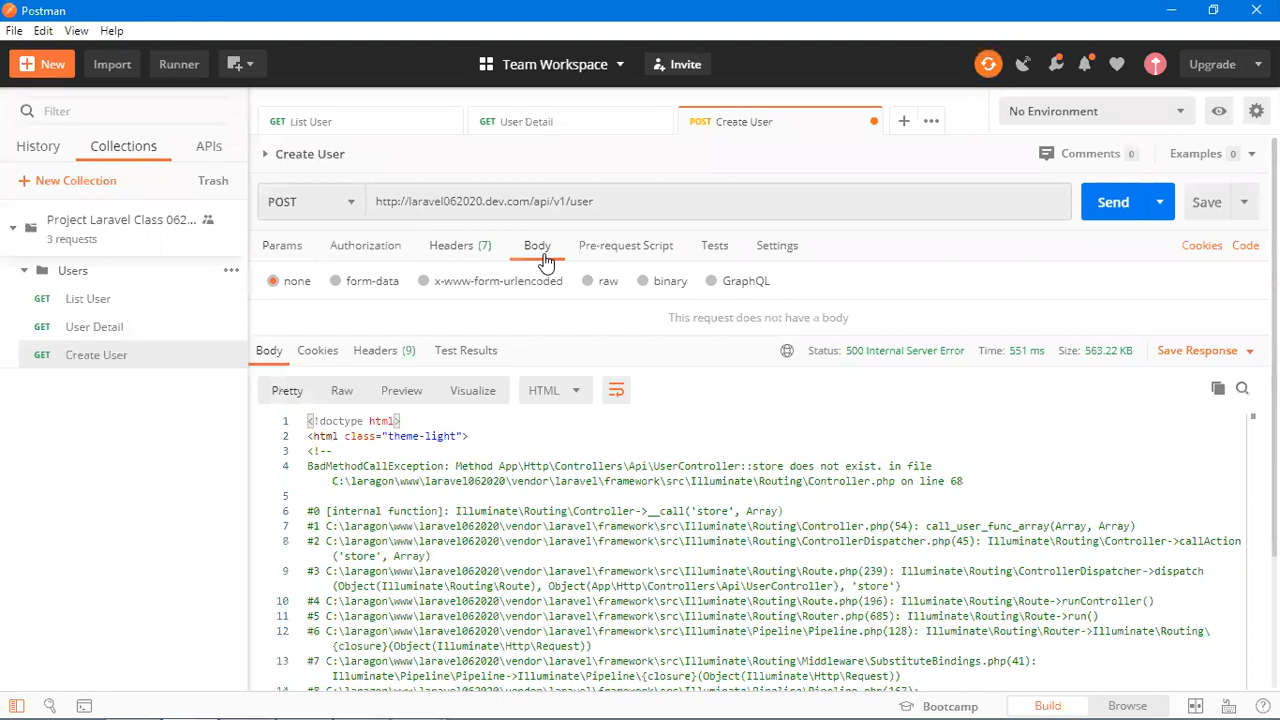 Postman
File Edit View Help
New Import Runner Team Workspace Invite Upgrade
Filter
History Collections APIs
New Collection Trash
Project Laravel Class 062...
3 requests
Users
GET List User
GET User Detail
GET Create User
GET List User GET User Detail POST Create User
No Environment
Create User Comments 0 Examples 0
POST http://laravel062020.dev.com/api/v1/user Send Save
Params Authorization Headers (7) Body Pre-request Script Tests Settings Cookies Code
none form-data x-www-form-urlencoded raw binary GraphQL
This request does not have a body
Body Cookies Headers (9) Test Results Status: 500 Internal Server Error Time: 551 ms Size: 563.22 KB Save Response
Pretty Raw Preview Visualize HTML
1 <!doctype html>
2 <html class="theme-light">
3 <!--
4 BadMethodCallException: Method App\Http\Controllers\Api\UserController::store does not exist. in file
C:\laragon\www\laravel062020\vendor\laravel\framework\src\Illuminate\Routing\Controller.php on line 68
5
6 #0 [internal function]: Illuminate\Routing\Controller->__call('store', Array)
7 #1 C:\laragon\www\laravel062020\vendor\laravel\framework\src\Illuminate\Routing\Controller.php(54): call_user_func_array(Array, Array)
8 #2 C:\laragon\www\laravel062020\vendor\laravel\framework\src\Illuminate\Routing\ControllerDispatcher.php(45): Illuminate\Routing\Controller->callAction
('store', Array)
9 #3 C:\laragon\www\laravel062020\vendor\laravel\framework\src\Illuminate\Routing\Route.php(239): Illuminate\Routing\ControllerDispatcher->dispatch
(Object(Illuminate\Routing\Route), Object(App\Http\Controllers\Api\UserController), 'store')
10 #4 C:\laragon\www\laravel062020\vendor\laravel\framework\src\Illuminate\Routing\Route.php(196): Illuminate\Routing\Route->runController()
11 #5 C:\laragon\www\laravel062020\vendor\laravel\framework\src\Illuminate\Routing\Router.php(685): Illuminate\Routing\Route->run()
12 #6 C:\laragon\www\laravel062020\vendor\laravel\framework\src\Illuminate\Pipeline\Pipeline.php(128): Illuminate\Routing\Router->Illuminate\Routing\
{closure}(Object(Illuminate\Http\Request))
13 #7 C:\laragon\www\laravel062020\vendor\laravel\framework\src\Illuminate\Routing\Middleware\SubstituteBindings.php(41):
Illuminate\Pipeline\Pipeline->Illuminate\Pipeline\{closure}(Object(Illuminate\Http\Request))
Bootcamp Build Browse